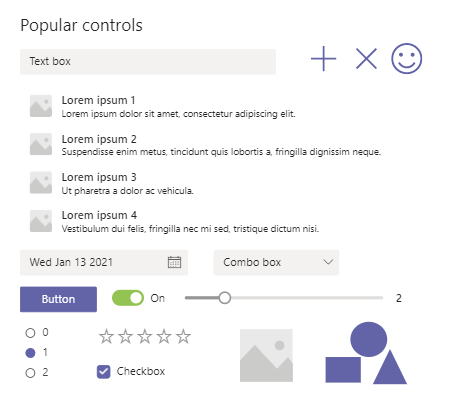 Popular controls
Text box
Lorem ipsum 1
Lorem ipsum dolor sit amet, consectetur adipiscing elit.
Lorem ipsum 2
Suspendisse enim metus, tincidunt quis lobortis a, fringilla dignissim neque.
Lorem ipsum 3
Ut pharetra a dolor ac vehicula.
Lorem ipsum 4
Vestibulum dui felis, fringilla nec mi sed, tristique dictum nisi.
Wed Jan 13 2021 Combo box
Button On 2
0
1
2
Checkbox